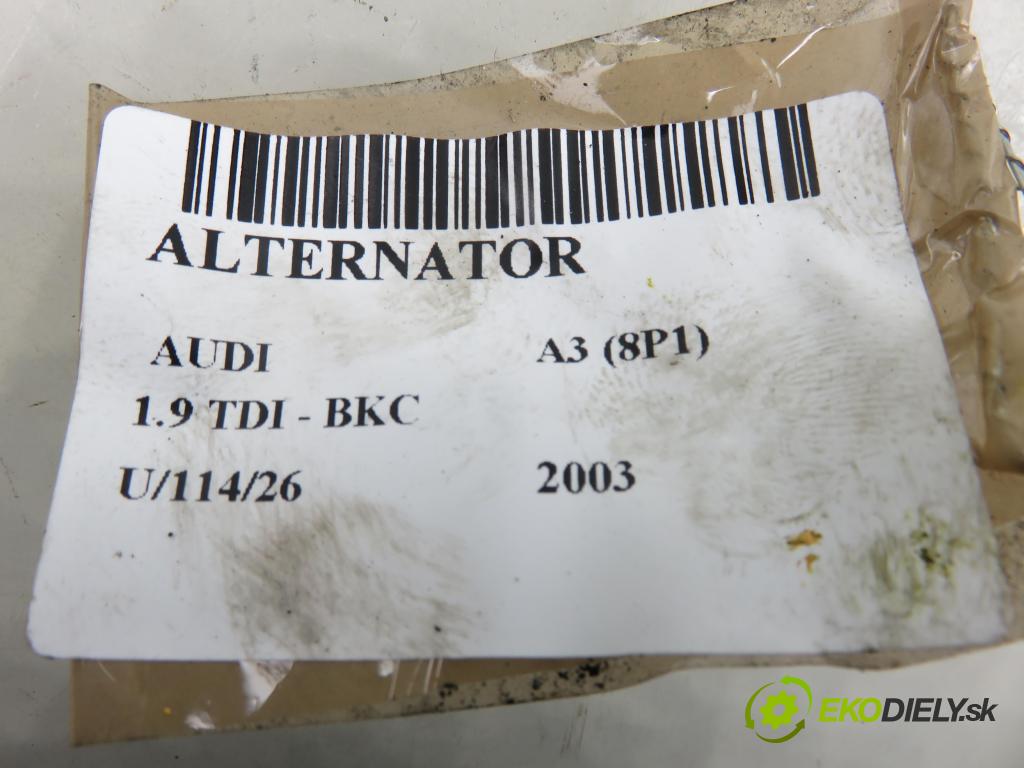 ALTERNATOR
AUDI A3 (8P1)
1.9 TDI - BKC
U/114/26 2003
EKODIELY.sk